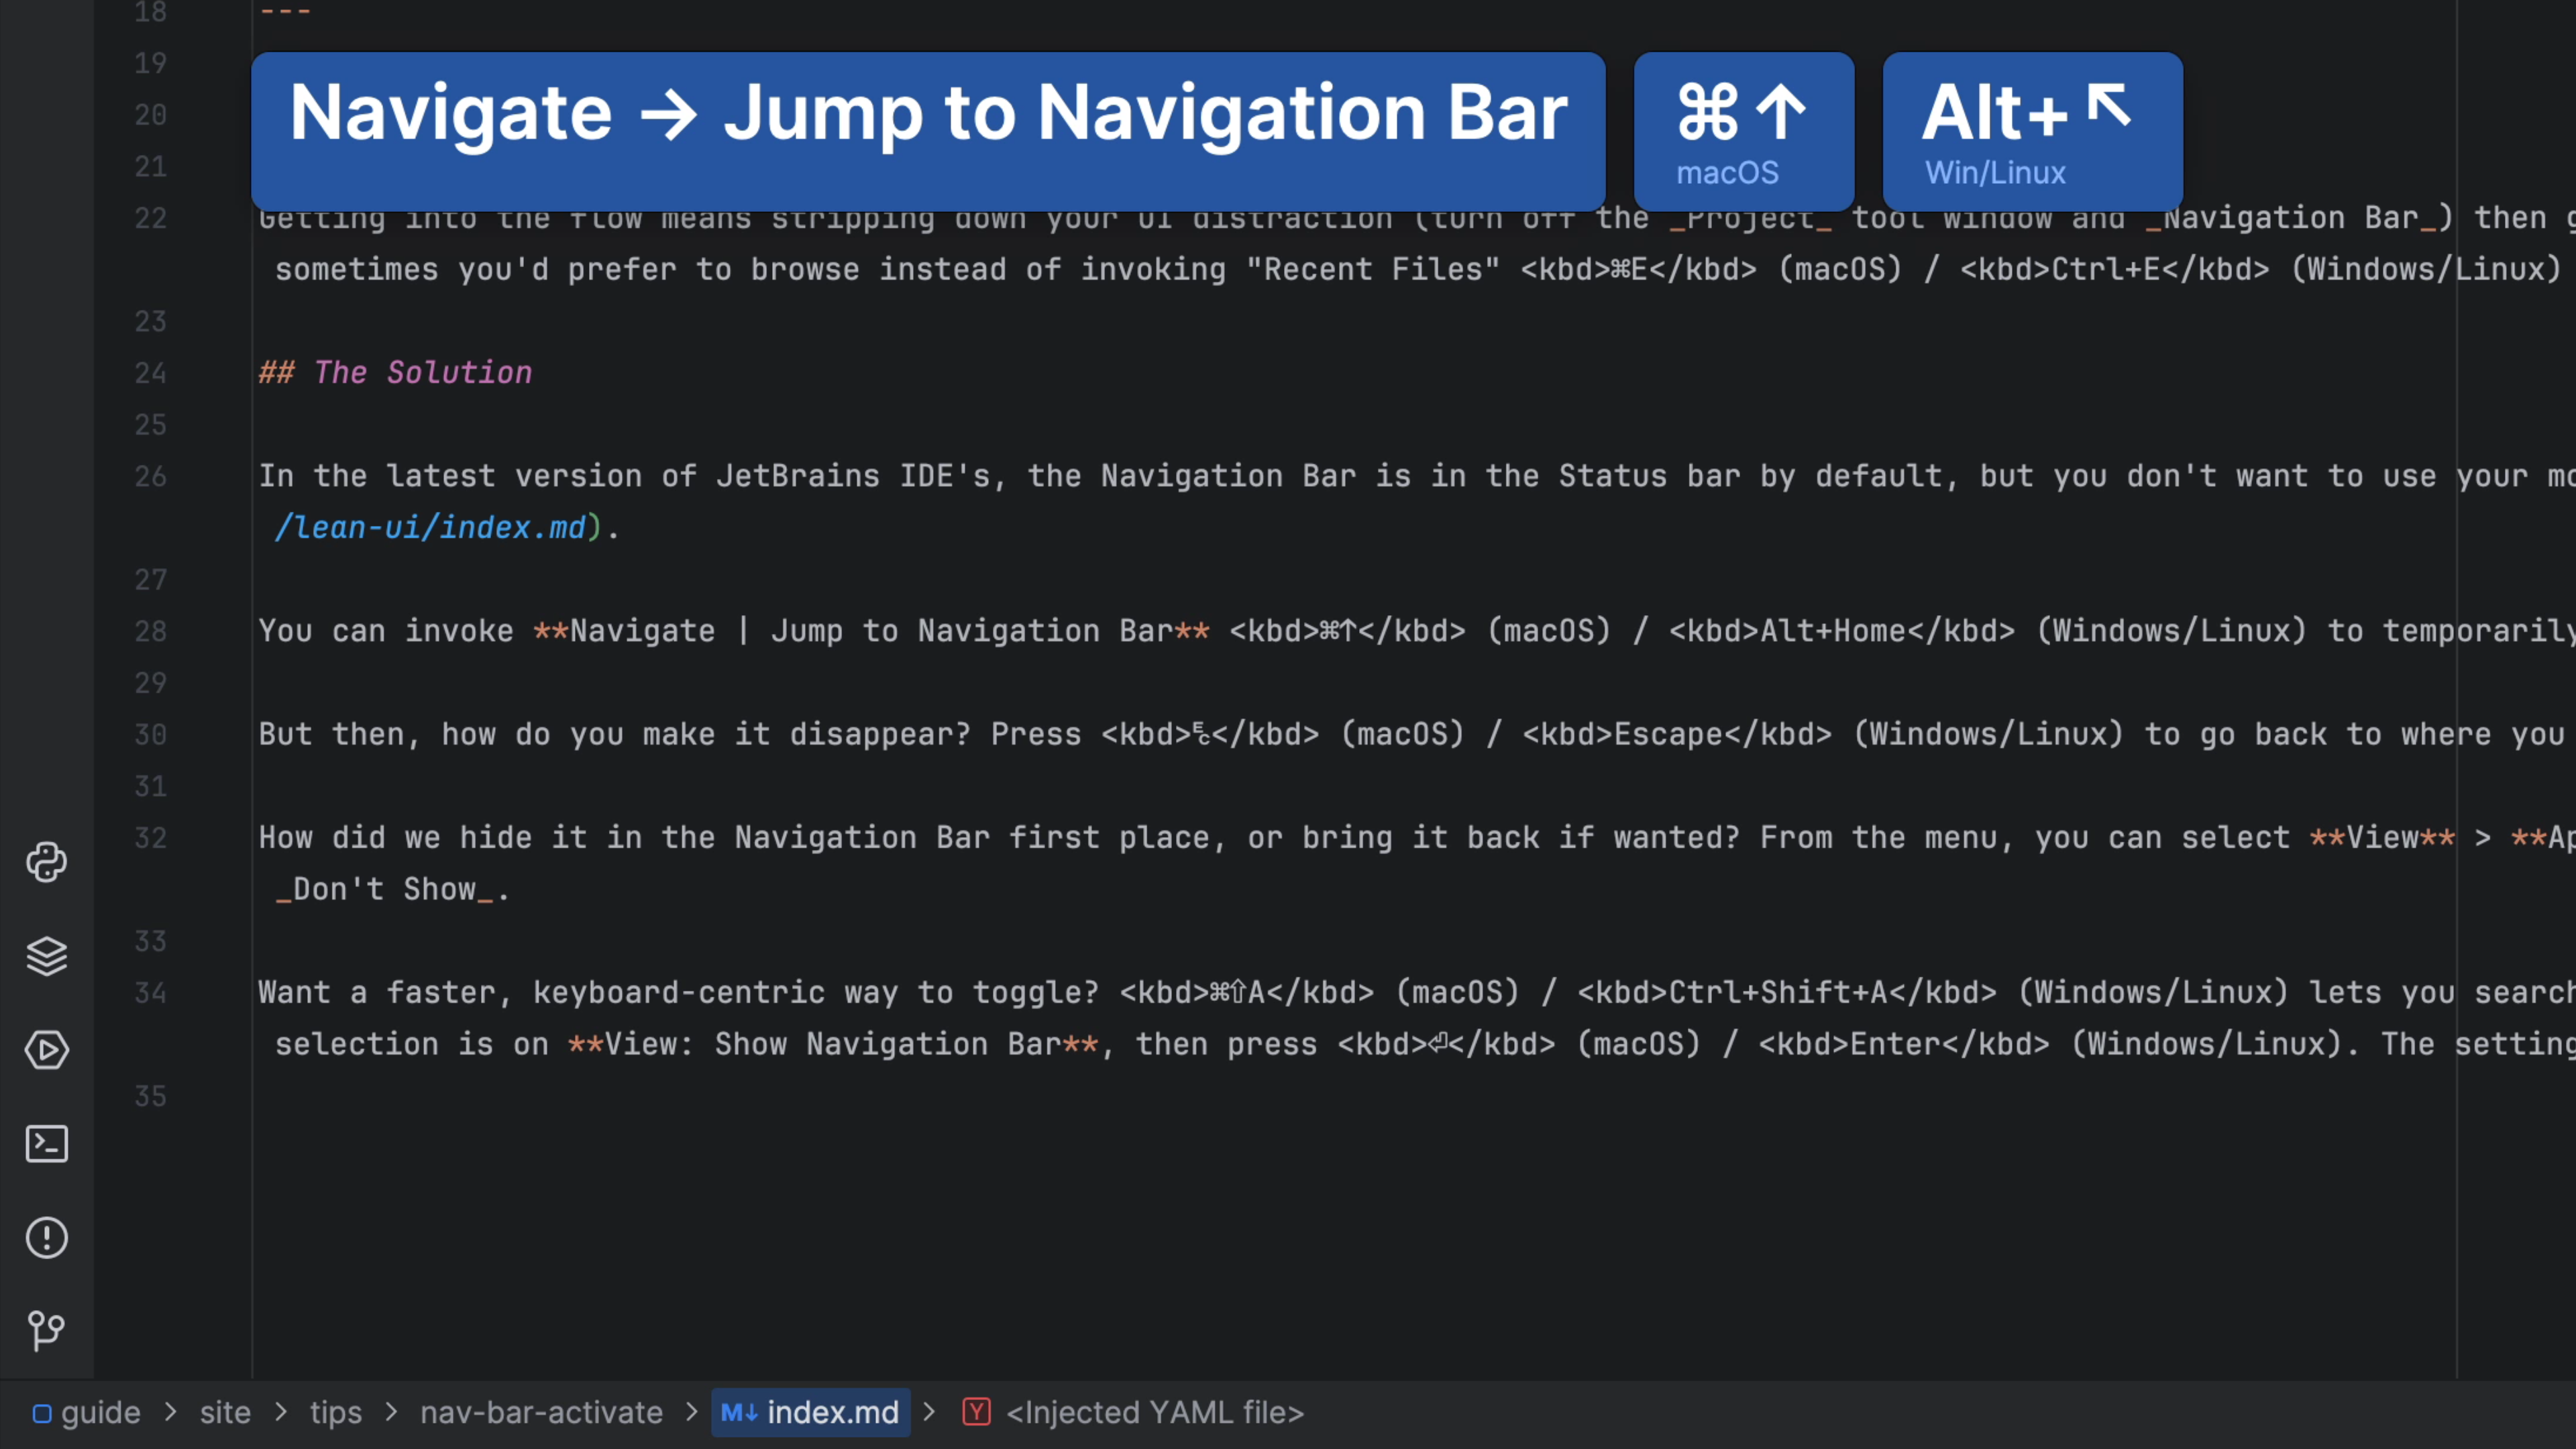 18 ---
19
Navigate → Jump to Navigation Bar
⌘↑
macOS
Alt+↖
Win/Linux
20
21
22 Getting into the flow means stripping down your UI distraction (turn off the _Project_ tool window and _Navigation Bar_) then
sometimes you'd prefer to browse instead of invoking "Recent Files" <kbd>⌘E</kbd> (macOS) / <kbd>Ctrl+E</kbd> (Windows/Linux)
23
24 ## The Solution
25
26 In the latest version of JetBrains IDE's, the Navigation Bar is in the Status bar by default, but you don't want to use your
/lean-ui/index.md).
27
28 You can invoke **Navigate | Jump to Navigation Bar** <kbd>⌘↑</kbd> (macOS) / <kbd>Alt+Home</kbd> (Windows/Linux) to temporarily
29
30 But then, how do you make it disappear? Press <kbd>␛</kbd> (macOS) / <kbd>Escape</kbd> (Windows/Linux) to go back to where you
31
32 How did we hide it in the Navigation Bar first place, or bring it back if wanted? From the menu, you can select **View** > **Ap
_Don't Show_.
33
34 Want a faster, keyboard-centric way to toggle? <kbd>⌘⇧A</kbd> (macOS) / <kbd>Ctrl+Shift+A</kbd> (Windows/Linux) lets you search
selection is on **View: Show Navigation Bar**, then press <kbd>⏎</kbd> (macOS) / <kbd>Enter</kbd> (Windows/Linux). The setting
35
guide > site > tips > nav-bar-activate > M↓ index.md > Y <Injected YAML file>